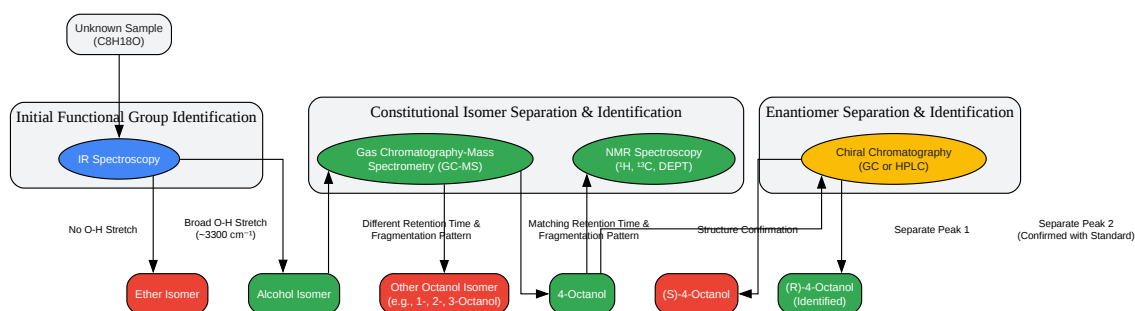 Unknown Sample
(C8H18O)
Initial Functional Group Identification
IR Spectroscopy
Constitutional Isomer Separation & Identification
Gas Chromatography-Mass
Spectrometry (GC-MS)
NMR Spectroscopy
(¹H, ¹³C, DEPT)
Enantiomer Separation & Identification
Chiral Chromatography
(GC or HPLC)
No O-H Stretch
Broad O-H Stretch
(~3300 cm⁻¹)
Different Retention Time &
Fragmentation Pattern
Matching Retention Time &
Fragmentation Pattern
Structure Confirmation
Separate Peak 1
Separate Peak 2
(Confirmed with Standard)
Ether Isomer
Alcohol Isomer
Other Octanol Isomer
(e.g., 1-, 2-, 3-Octanol)
4-Octanol
(S)-4-Octanol
(R)-4-Octanol
(Identified)